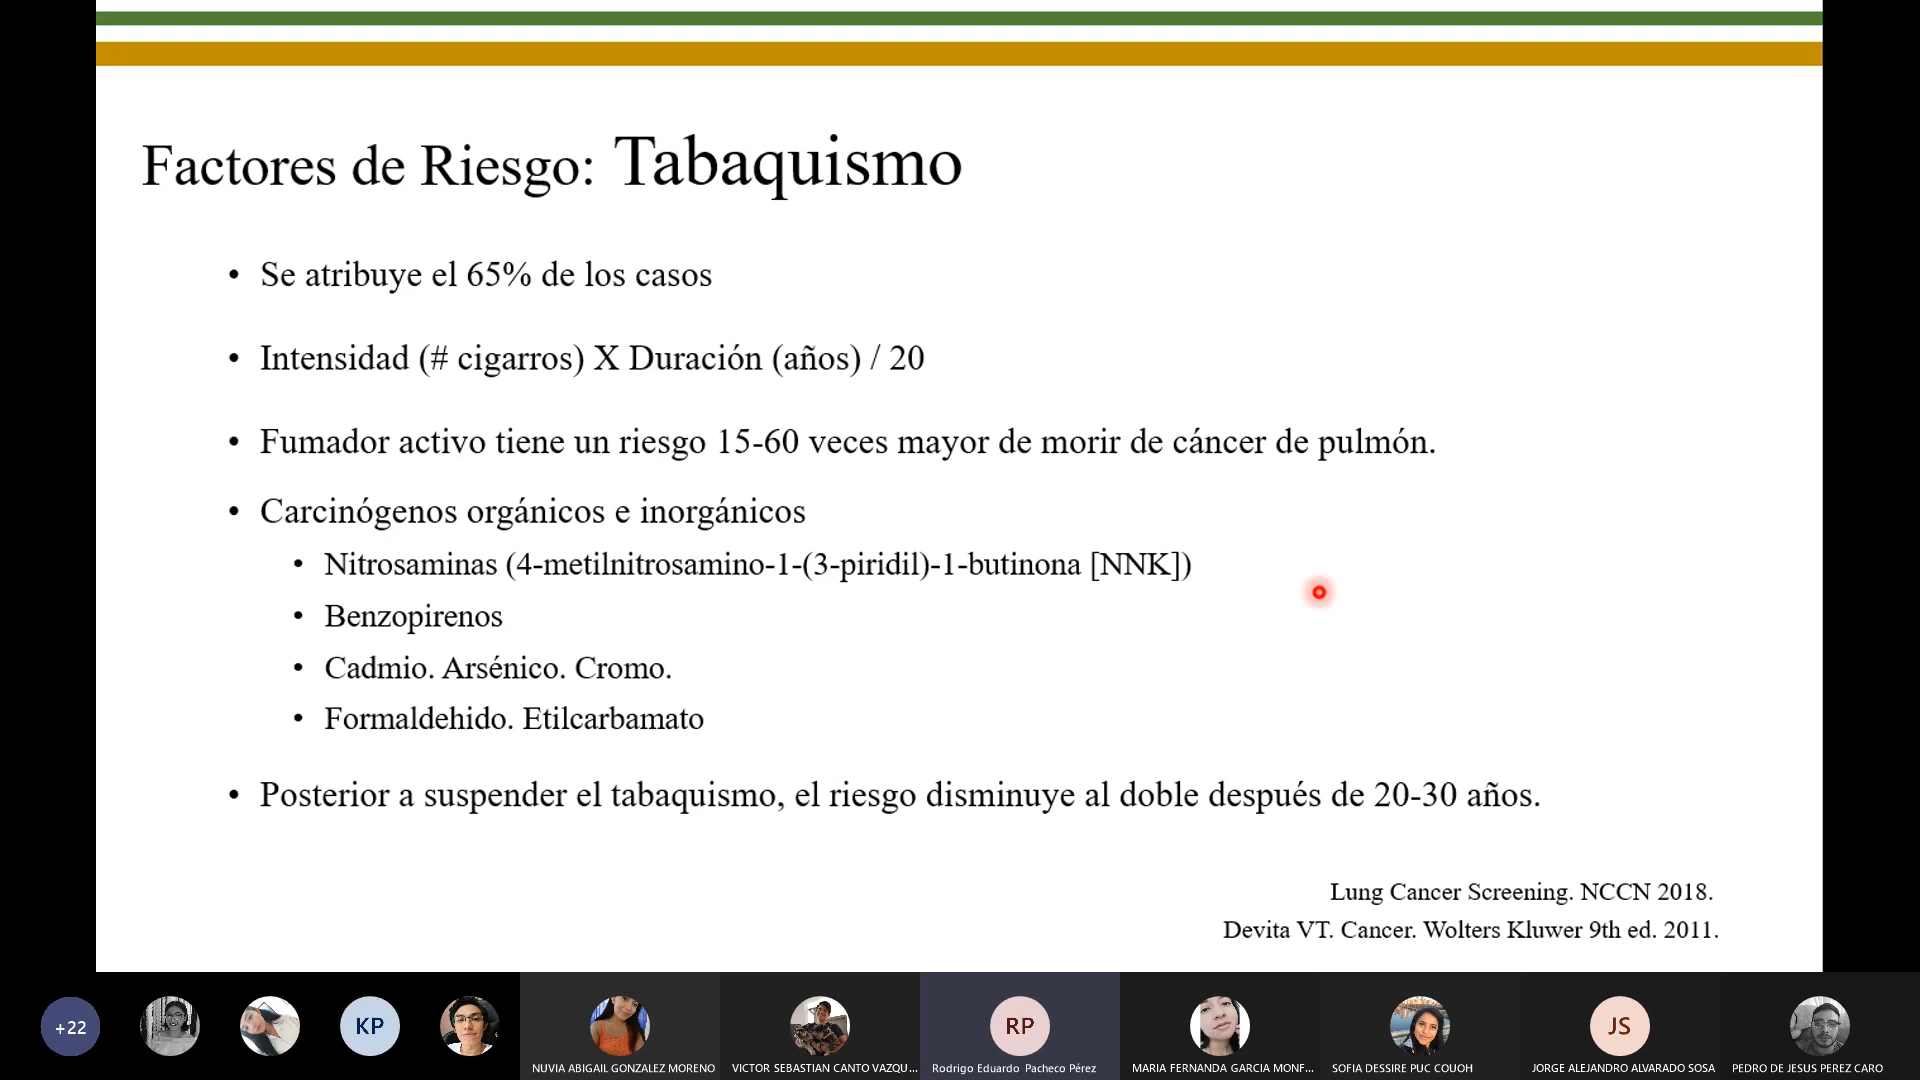 Factores de Riesgo: Tabaquismo
• Se atribuye el 65% de los casos
• Intensidad (# cigarros) X Duración (años) / 20
• Fumador activo tiene un riesgo 15-60 veces mayor de morir de cáncer de pulmón.
• Carcinógenos orgánicos e inorgánicos
• Nitrosaminas (4-metilnitrosamino-1-(3-piridil)-1-butinona [NNK])
• Benzopirenos
• Cadmio. Arsénico. Cromo.
• Formaldehido. Etilcarbamato
• Posterior a suspender el tabaquismo, el riesgo disminuye al doble después de 20-30 años.
Lung Cancer Screening. NCCN 2018.
Devita VT. Cancer. Wolters Kluwer 9th ed. 2011.
+22
KP
RP
JS
NUVIA ABIGAIL GONZALEZ MORENO
VICTOR SEBASTIAN CANTO VAZQU...
Rodrigo Eduardo Pacheco Pérez
MARIA FERNANDA GARCIA MONF...
SOFIA DESSIRE PUC COUOH
JORGE ALEJANDRO ALVARADO SOSA
PEDRO DE JESUS PEREZ CARO